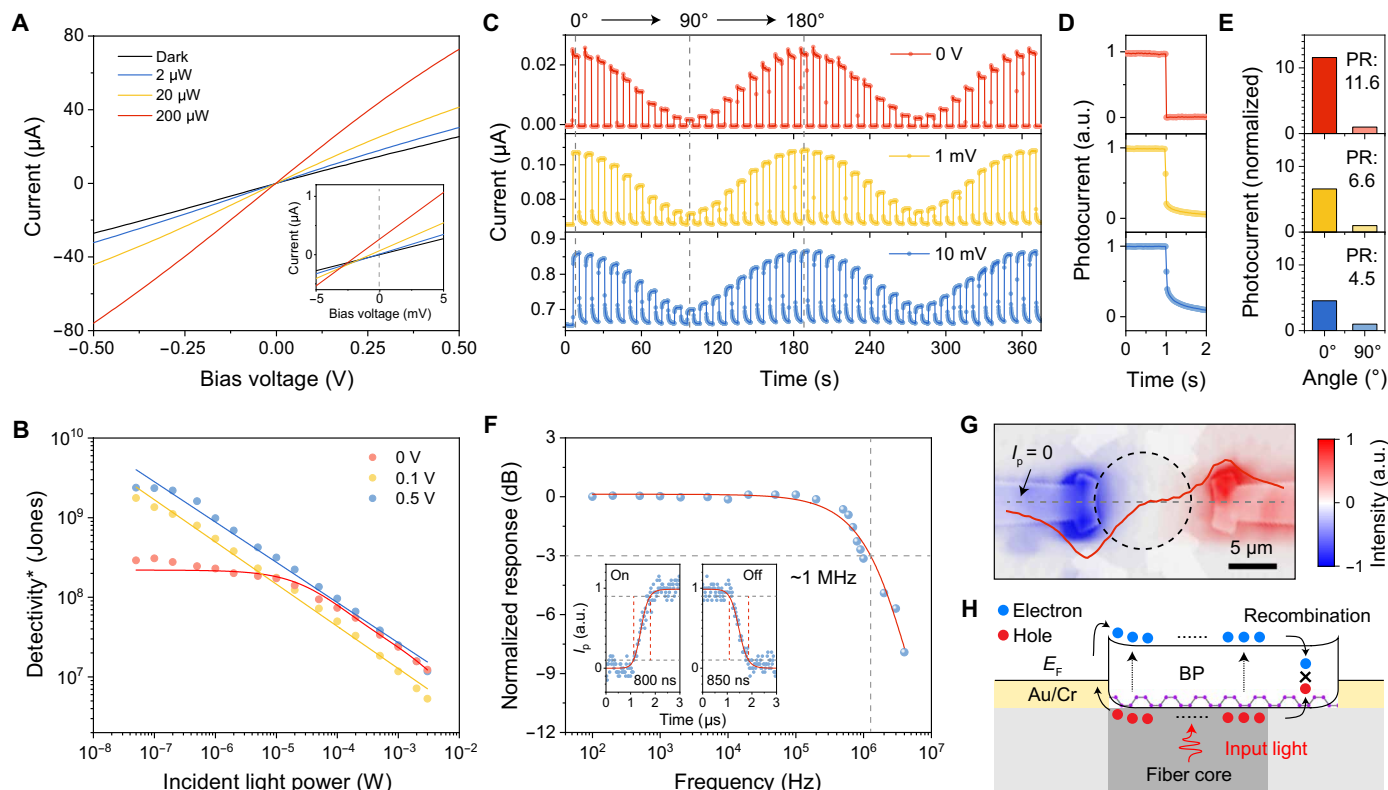 A
80
40
0
−40
−80
Current (µA)
Dark
2 µW
20 µW
200 µW
−0.50
−0.25
0.00
0.25
0.50
Bias voltage (V)
1
0
Current (µA)
−5
0
5
Bias voltage (mV)
B
10¹⁰
10⁹
10⁸
10⁷
Detectivity* (Jones)
0 V
0.1 V
0.5 V
10⁻⁸
10⁻⁷
10⁻⁶
10⁻⁵
10⁻⁴
10⁻³
10⁻²
Incident light power (W)
C
0°
90°
180°
0 V
0.02
0.00
1 mV
0.10
0.08
10 mV
0.9
0.8
0.7
Current (µA)
0
60
120
180
240
300
360
Time (s)
D
1
0
1
0
1
0
Photocurrent (a.u.)
0
1
2
Time (s)
E
10
0
PR:
11.6
10
0
PR:
6.6
10
0
PR:
4.5
Photocurrent (normalized)
0°
90°
Angle (°)
F
3
0
−3
−6
−9
−12
Normalized response (dB)
~1 MHz
On
Off
1
0
Iₚ (a.u.)
800 ns
850 ns
0
1
2
3
0
1
2
3
Time (µs)
10²
10³
10⁴
10⁵
10⁶
10⁷
Frequency (Hz)
G
Iₚ = 0
5 µm
1
0
−1
Intensity (a.u.)
H
Electron
Hole
Recombination
E_F
BP
Au/Cr
Input light
Fiber core